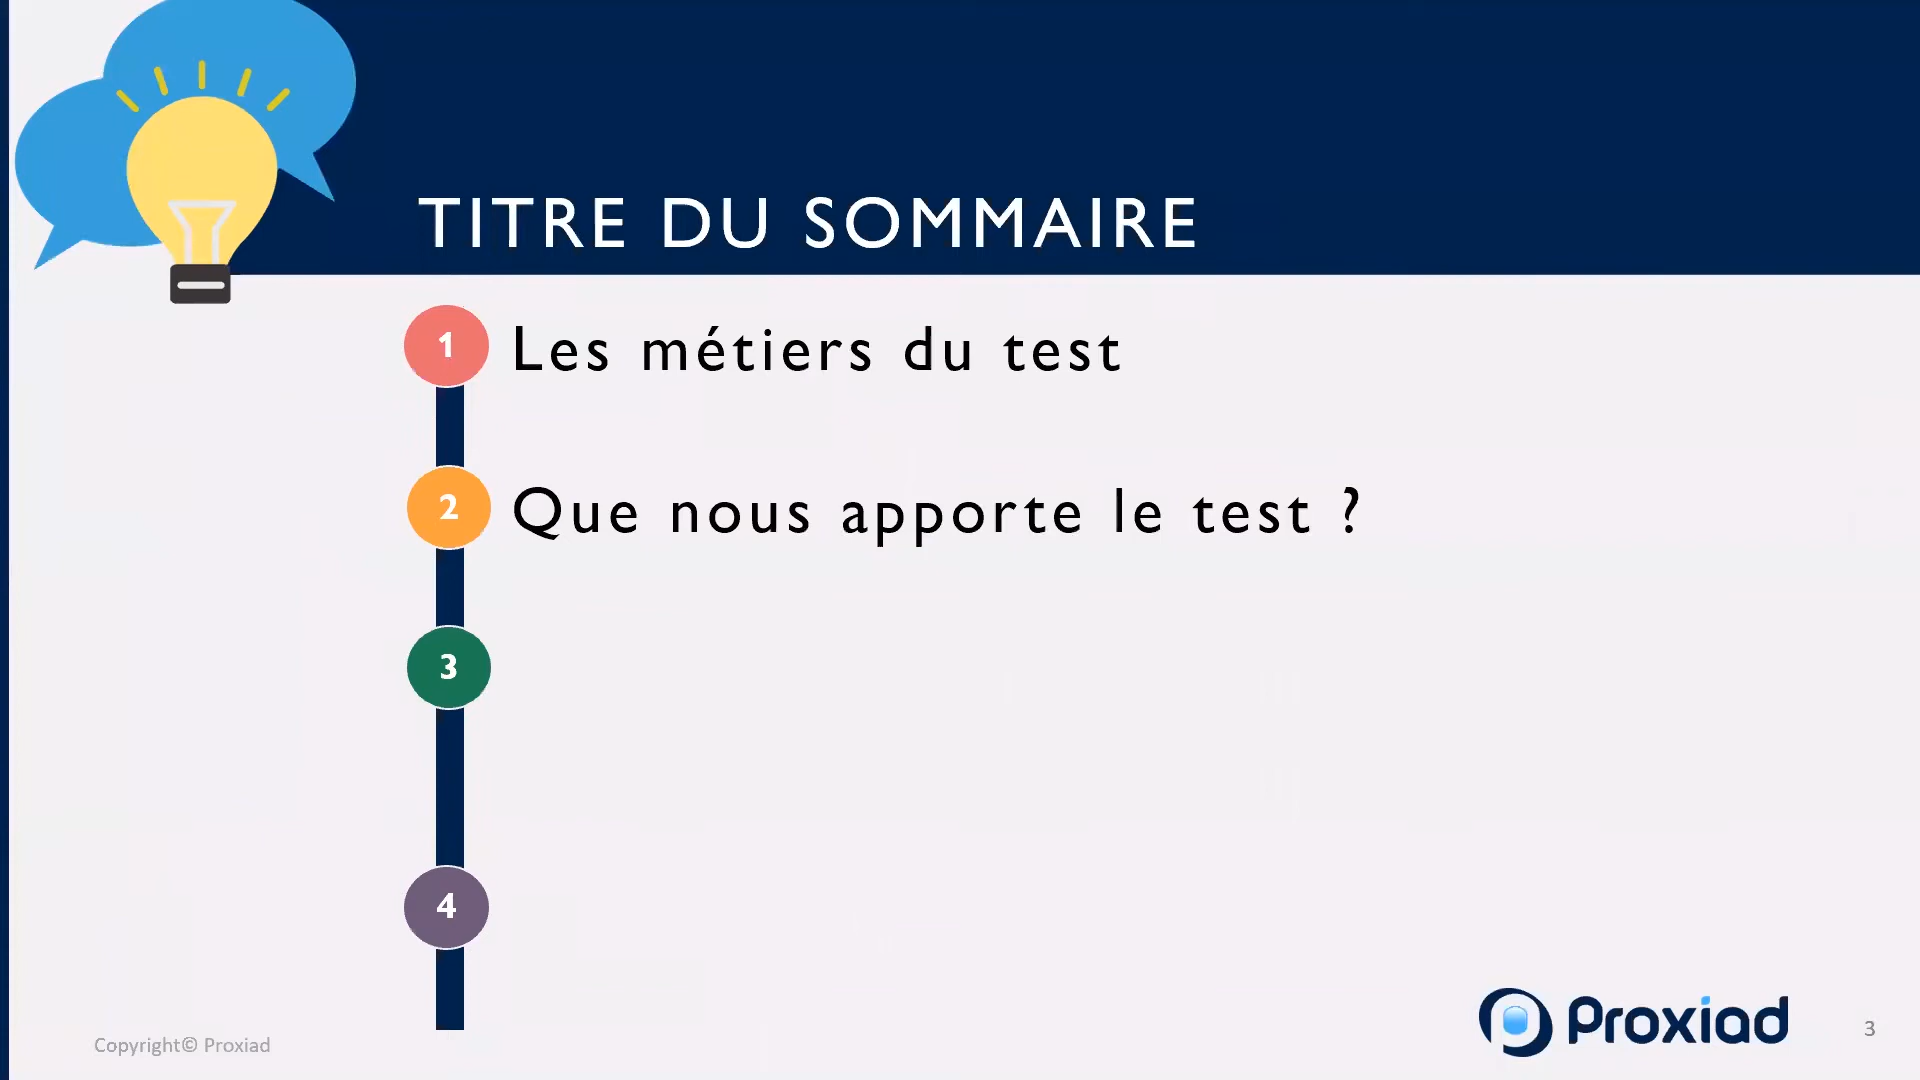 TITRE DU SOMMAIRE
1 Les métiers du test
2 Que nous apporte le test ?
3
4
Copyright© Proxiad
Proxiad
3